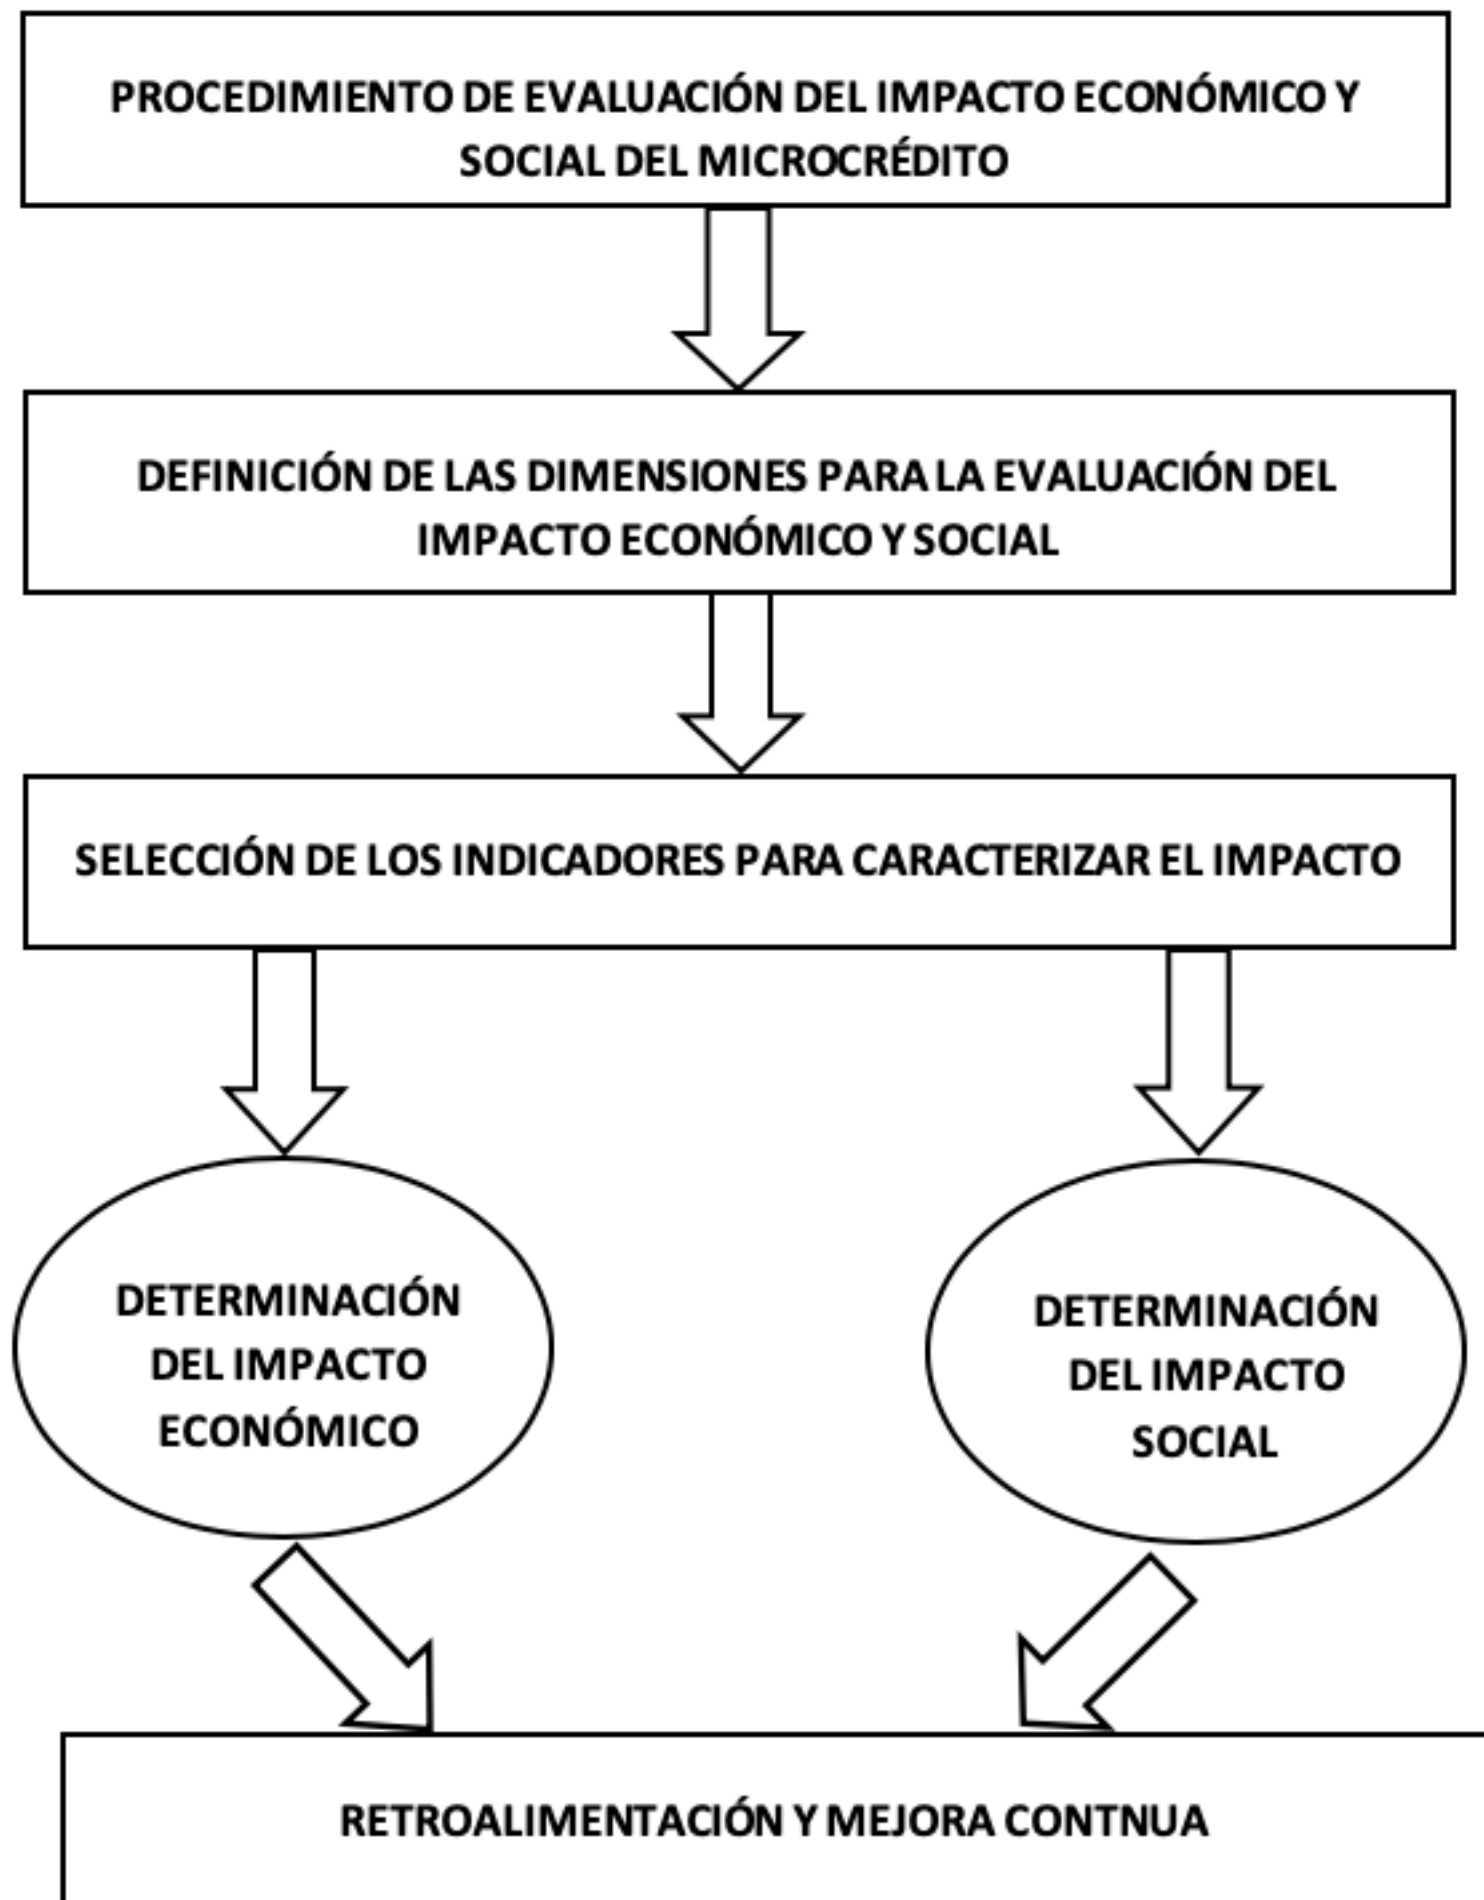 PROCEDIMIENTO DE EVALUACIÓN DEL IMPACTO ECONÓMICO Y
SOCIAL DEL MICROCRÉDITO
DEFINICIÓN DE LAS DIMENSIONES PARA LA EVALUACIÓN DEL
IMPACTO ECONÓMICO Y SOCIAL
SELECCIÓN DE LOS INDICADORES PARA CARACTERIZAR EL IMPACTO
DETERMINACIÓN
DEL IMPACTO
ECONÓMICO
DETERMINACIÓN
DEL IMPACTO
SOCIAL
RETROALIMENTACIÓN Y MEJORA CONTNUA